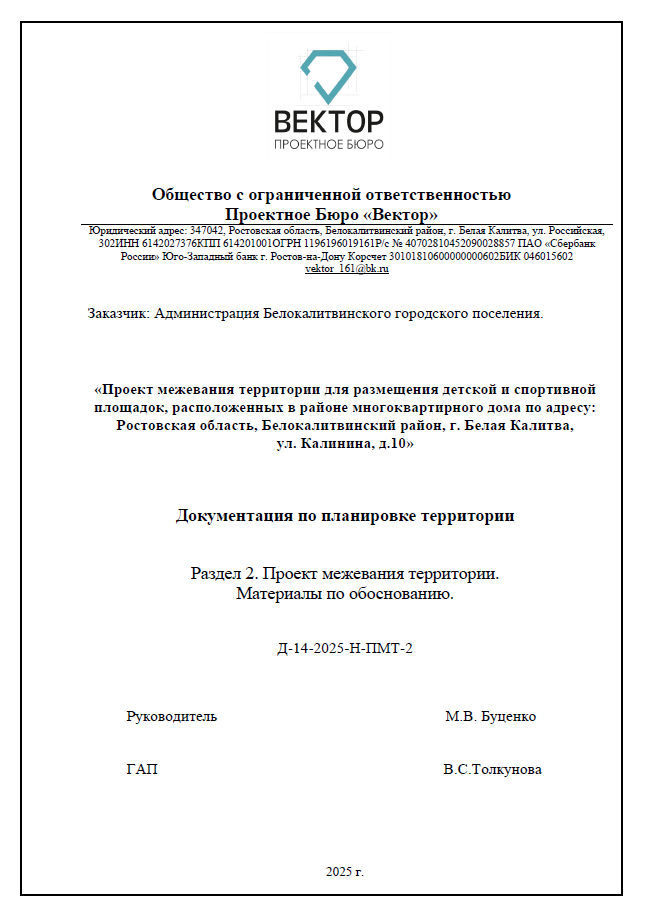 ВЕКТОР
ПРОЕКТНОЕ БЮРО
Общество с ограниченной ответственностью
Проектное Бюро «Вектор»
Юридический адрес: 347042, Ростовская область, Белокалитвинский район, г. Белая Калитва, ул. Российская,
302ИНН 6142027376КПП 614201001ОГРН 1196196019161Р/с № 40702810452090028857 ПАО «Сбербанк
России» Юго-Западный банк г. Ростов-на-Дону Корсчет 30101810600000000602БИК 046015602
vektor_161@bk.ru
Заказчик: Администрация Белокалитвинского городского поселения.
«Проект межевания территории для размещения детской и спортивной
площадок, расположенных в районе многоквартирного дома по адресу:
Ростовская область, Белокалитвинский район, г. Белая Калитва,
ул. Калинина, д.10»
Документация по планировке территории
Раздел 2. Проект межевания территории.
Материалы по обоснованию.
Д-14-2025-Н-ПМТ-2
Руководитель М.В. Буценко
ГАП В.С.Толкунова
2025 г.